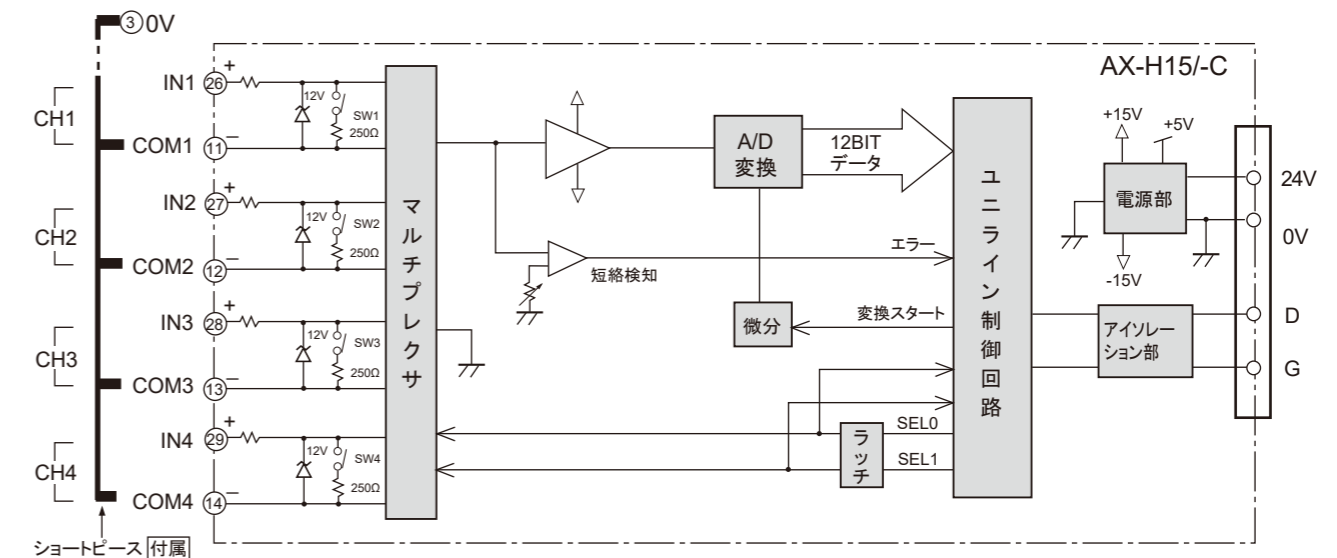 ③0V
AX-H15/-C
CH1
IN1 26 +
12V
SW1
250Ω
COM1 11 −
CH2
IN2 27 +
12V
SW2
250Ω
COM2 12 −
CH3
IN3 28 +
12V
SW3
250Ω
COM3 13 −
CH4
IN4 29 +
12V
SW4
250Ω
COM4 14 −
ショートピース 付属
マルチプレクサ
A/D
変換
12BIT
データ
エラー
短絡検知
微分
変換スタート
ラッチ
SEL0
SEL1
ユニライン制御回路
+15V
+5V
電源部
-15V
アイソレー
ション部
24V
0V
D
G